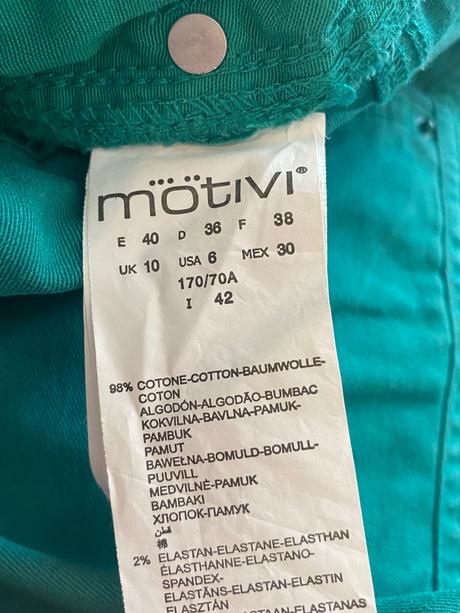 mötivi®
E 40 D 36 F 38
UK 10 USA 6 MEX 30
170/70A
I 42
98% COTONE-COTTON-BAUMWOLLE-
COTON
ALGODÓN-ALGODÃO-BUMBAC
KOKVILNA-BAVLNA-PAMUK-
PAMBUK
PAMUT
BAWEŁNA-BOMULD-BOMULL-
PUUVILL
MEDVILNĖ-PAMUK
BAMBAKI
ХЛОПОК-ПАМУК
قطن
棉
2% ELASTAN-ELASTANE-ELASTHAN
ÉLASTHANNE-ELASTANO-
SPANDEX-
ELASTĀNS-ELASTAN-ELASTIN
ELASZTÁN